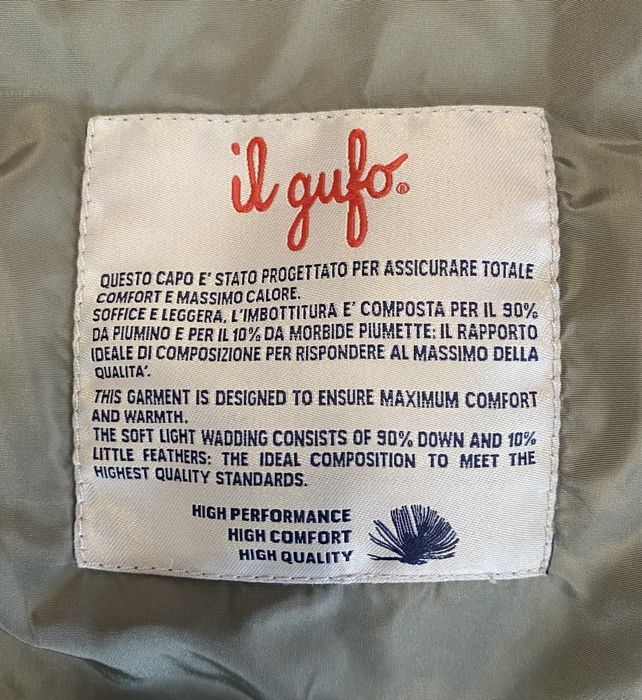 il gufo®
QUESTO CAPO E' STATO PROGETTATO PER ASSICURARE TOTALE
COMFORT E MASSIMO CALORE.
SOFFICE E LEGGERA, L'IMBOTTITURA E' COMPOSTA PER IL 90%
DA PIUMINO E PER IL 10% DA MORBIDE PIUMETTE: IL RAPPORTO
IDEALE DI COMPOSIZIONE PER RISPONDERE AL MASSIMO DELLA
QUALITA'.
THIS GARMENT IS DESIGNED TO ENSURE MAXIMUM COMFORT
AND WARMTH.
THE SOFT LIGHT WADDING CONSISTS OF 90% DOWN AND 10%
LITTLE FEATHERS: THE IDEAL COMPOSITION TO MEET THE
HIGHEST QUALITY STANDARDS.
HIGH PERFORMANCE
HIGH COMFORT
HIGH QUALITY